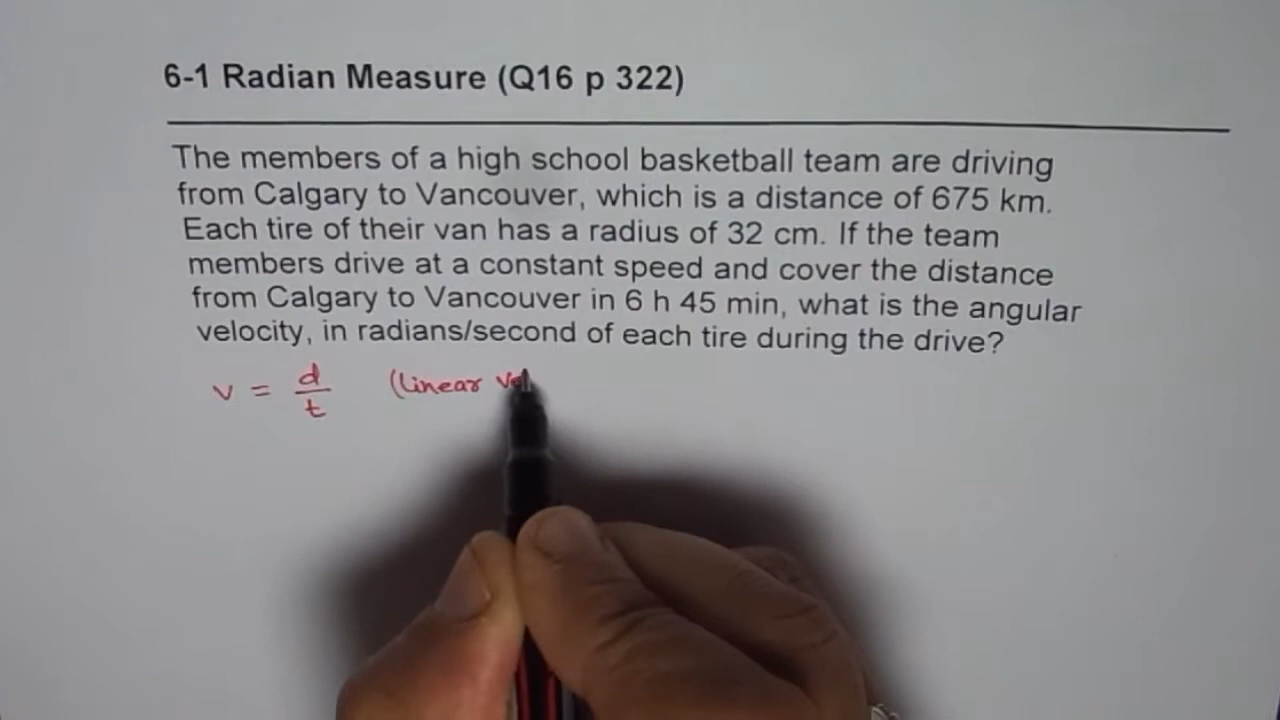 6-1 Radian Measure (Q16 p 322)
The members of a high school basketball team are driving
from Calgary to Vancouver, which is a distance of 675 km.
Each tire of their van has a radius of 32 cm. If the team
members drive at a constant speed and cover the distance
from Calgary to Vancouver in 6 h 45 min, what is the angular
velocity, in radians/second of each tire during the drive?
v = d/t (Linear Vel